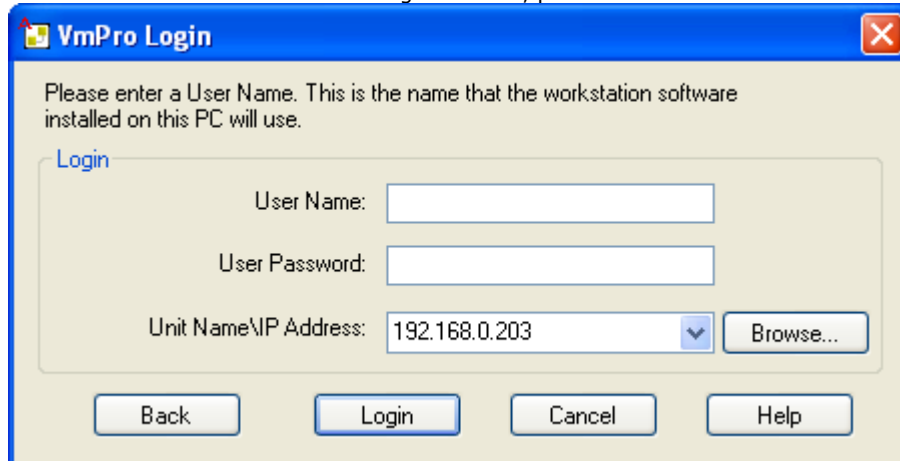 VmPro Login
Please enter a User Name. This is the name that the workstation software
installed on this PC will use.
Login
User Name:
User Password:
Unit Name\IP Address: 192.168.0.203 Browse...
Back Login Cancel Help